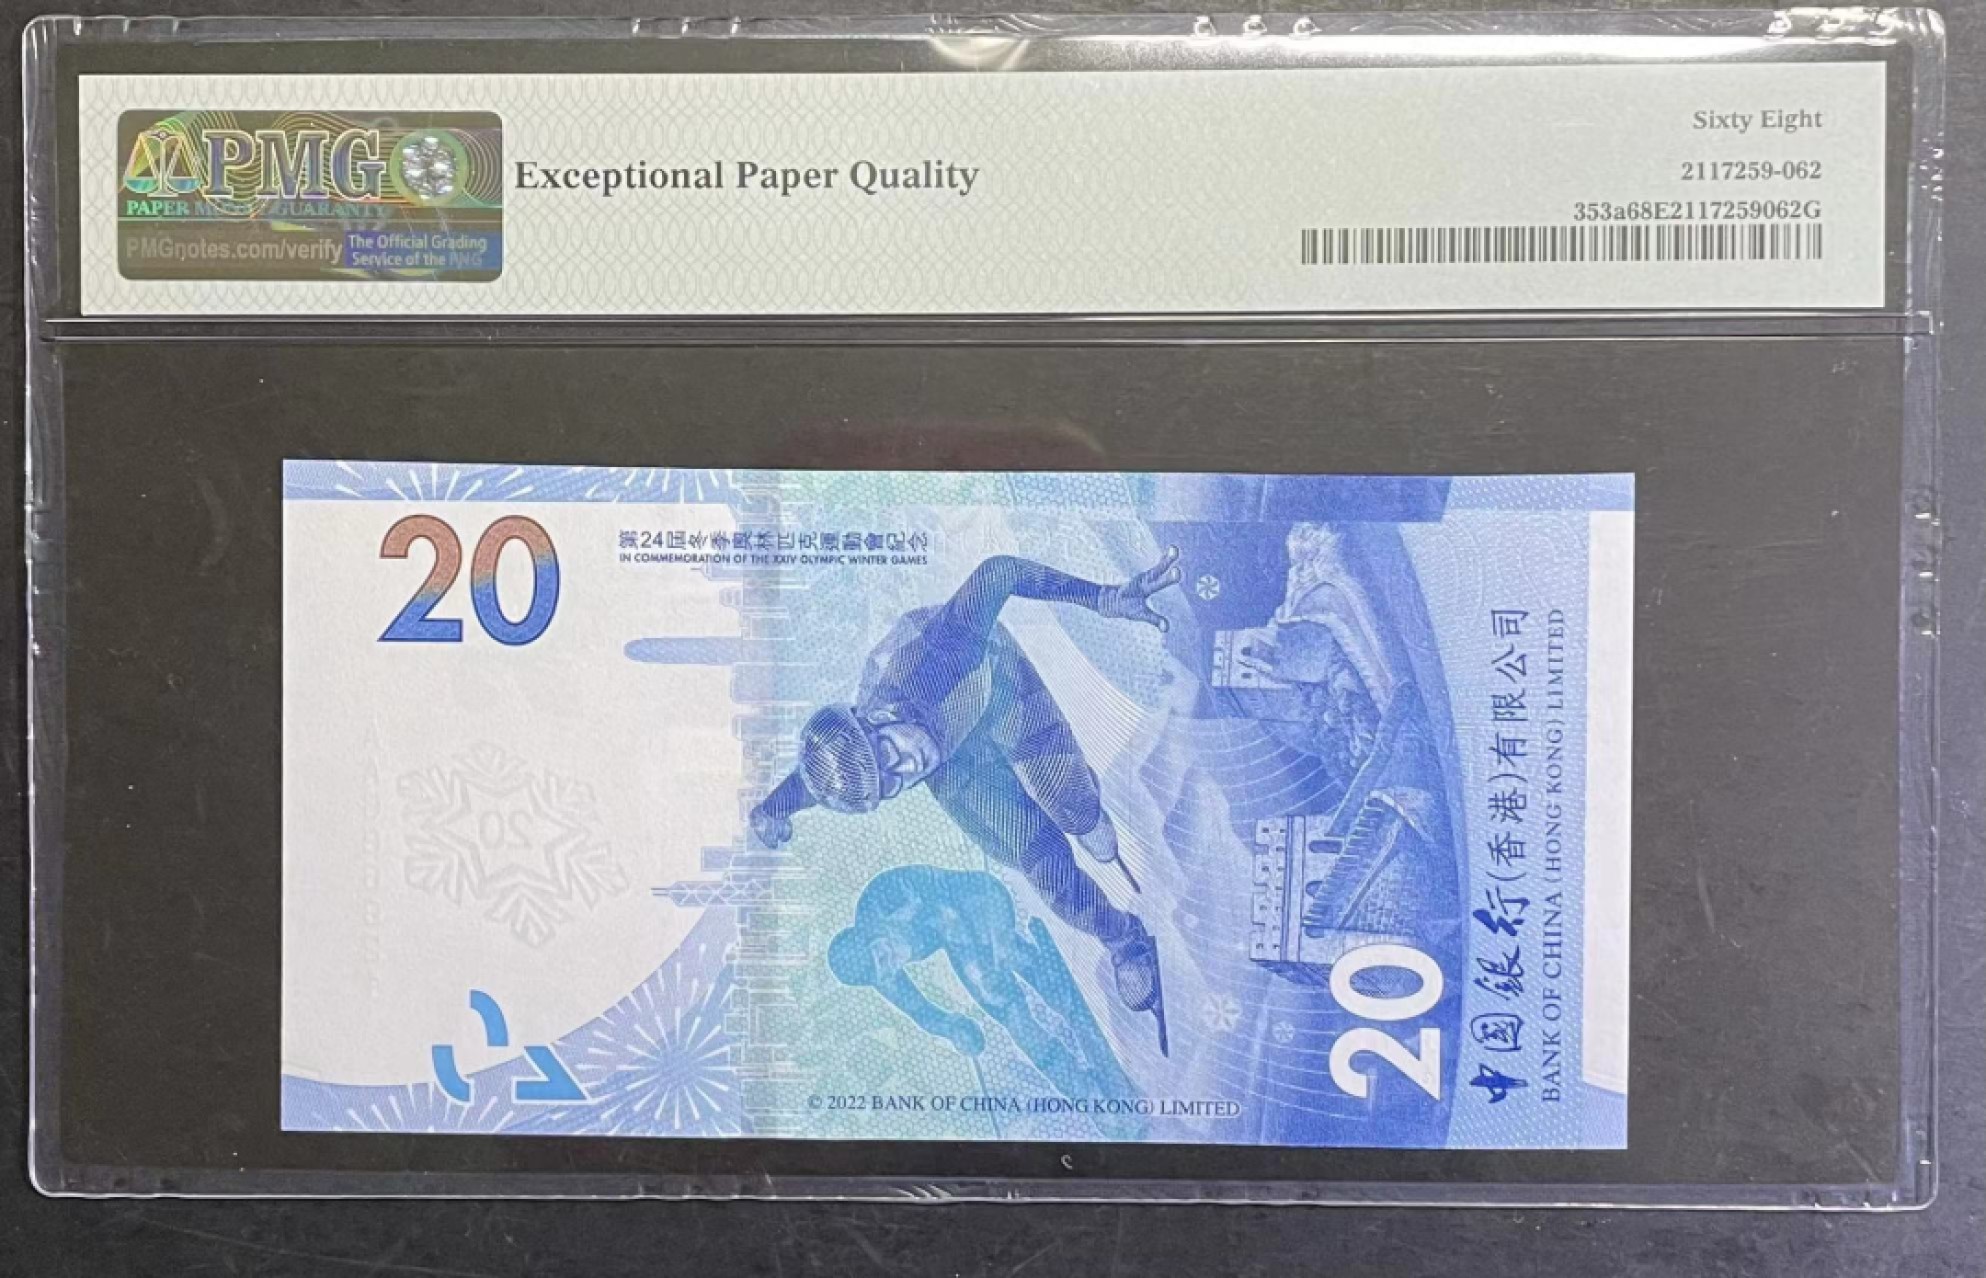 PMG
PAPER MONEY GUARANTY
PMGnotes.com/verify
The Official Grading
Service of the PNG
Exceptional Paper Quality
Sixty Eight
2117259-062
353a68E2117259062G
20
第24屆冬季奧林匹克運動會紀念
IN COMMEMORATION OF THE XXIV OLYMPIC WINTER GAMES
20
© 2022 BANK OF CHINA (HONG KONG) LIMITED
20
中國銀行(香港)有限公司
BANK OF CHINA (HONG KONG) LIMITED